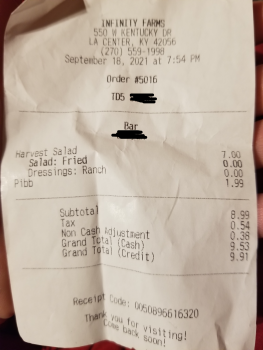 INFINITY FARMS
550 W KENTUCKY DR
LA CENTER, KY 42056
(270) 559-1998
September 18, 2021 at 7:54 PM
Order #5016
TD5
Bar
Harvest Salad 7.00
Salad: Fried 0.00
Dressings: Ranch 0.00
Pibb 1.99
Subtotal 8.99
Tax 0.54
Non Cash Adjustment 0.38
Grand Total (Cash) 9.53
Grand Total (Credit) 9.91
Receipt Code: 0050896616320
Thank you for visiting!
Come back soon!